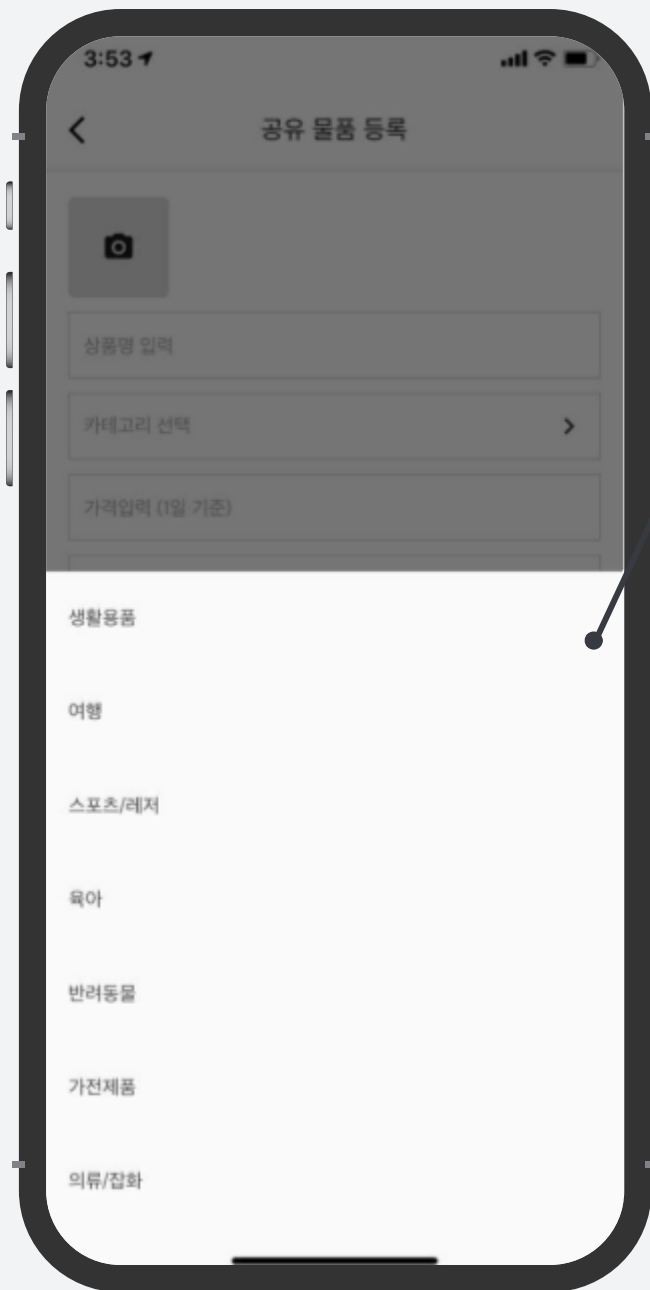 3:53
공유 물품 등록
상품명 입력
카테고리 선택
가격입력 (1일 기준)
생활용품
여행
스포츠/레저
육아
반려동물
가전제품
의류/잡화